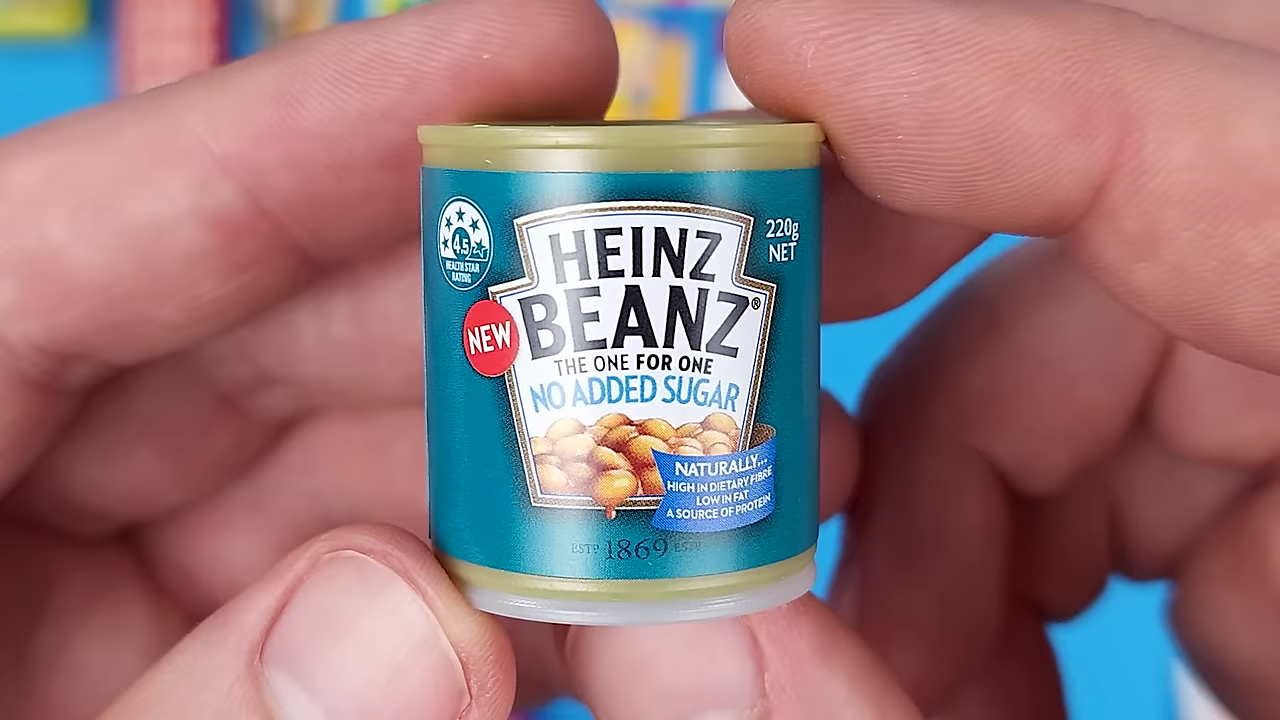 4.5
HEALTH STAR
RATING
220g
NET
HEINZ
BEANZ®
NEW
THE ONE FOR ONE
NO ADDED SUGAR
NATURALLY...
HIGH IN DIETARY FIBRE
LOW IN FAT
A SOURCE OF PROTEIN
ESTD 1869 ESTD